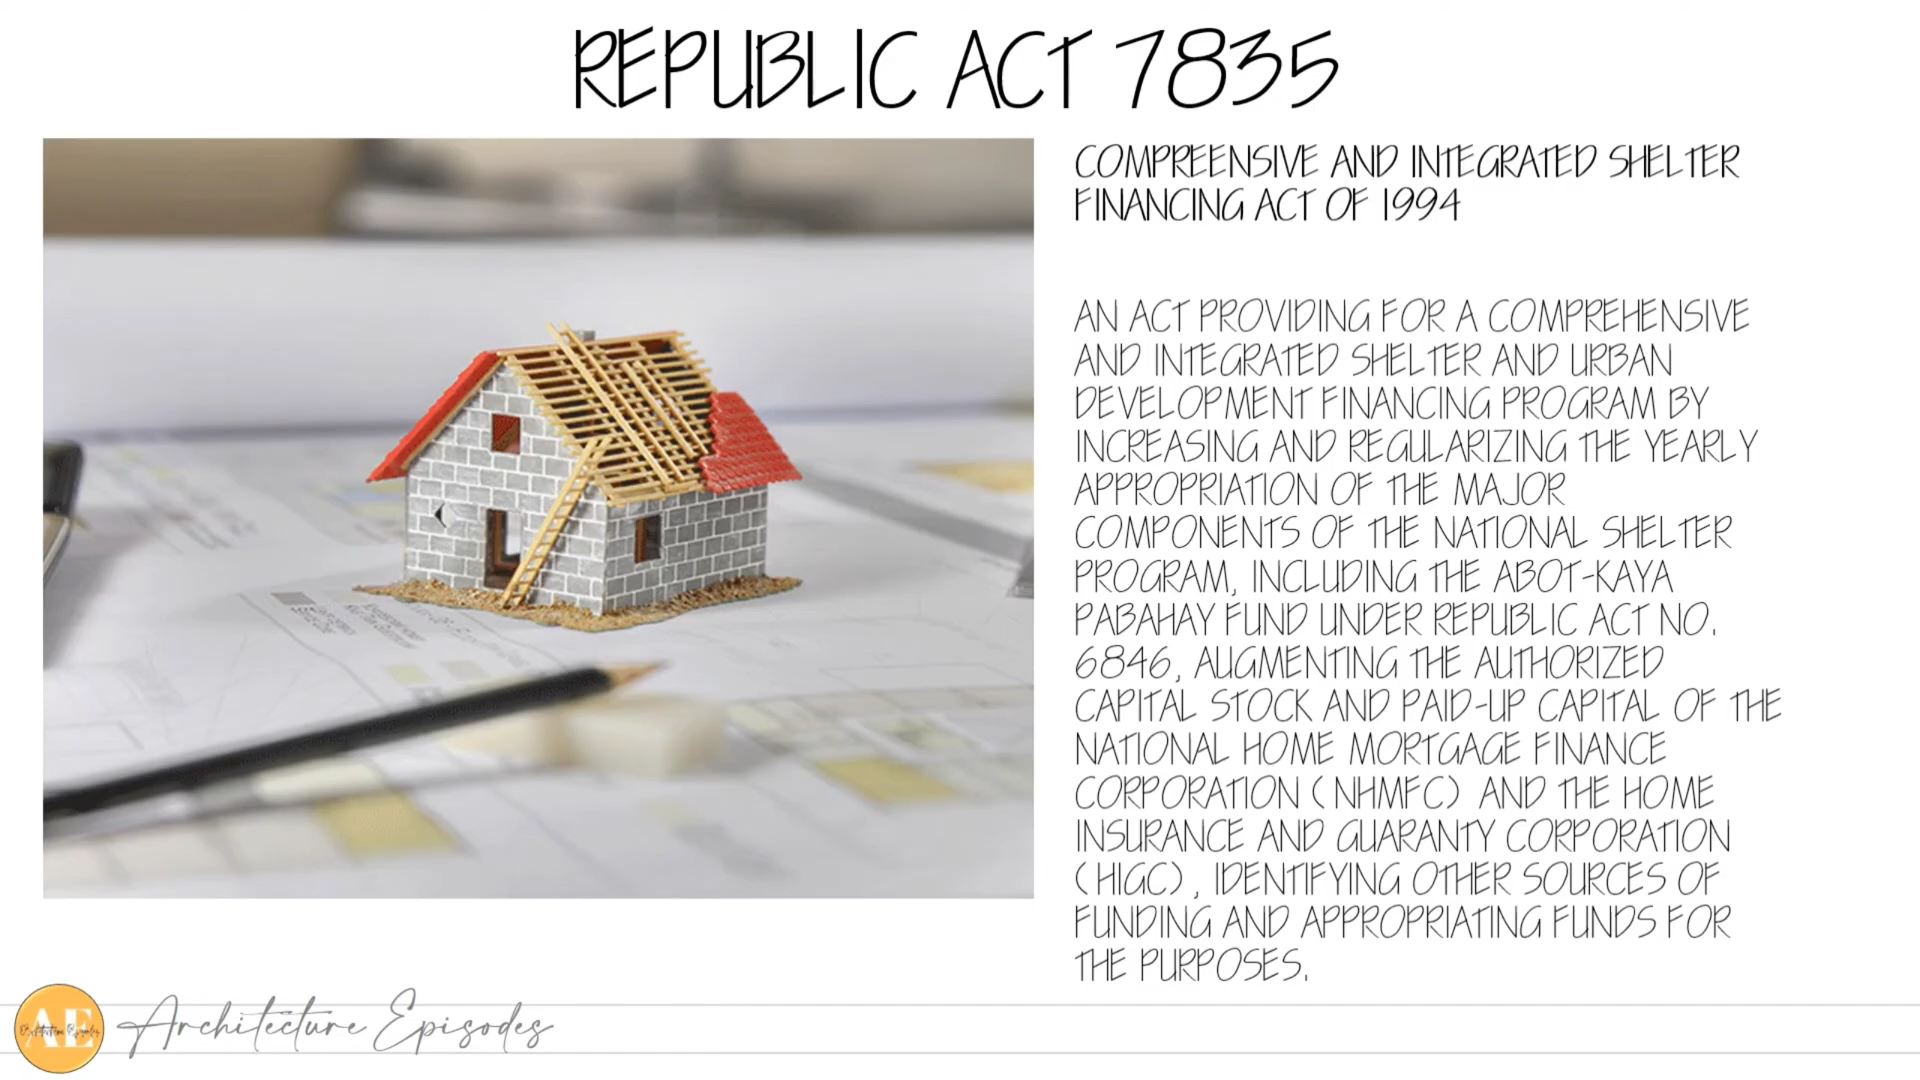 REPUBLIC ACT 7835
COMPREENSIVE AND INTEGRATED SHELTER
FINANCING ACT OF 1994
AN ACT PROVIDING FOR A COMPREHENSIVE
AND INTEGRATED SHELTER AND URBAN
DEVELOPMENT FINANCING PROGRAM BY
INCREASING AND REGULARIZING THE YEARLY
APPROPRIATION OF THE MAJOR
COMPONENTS OF THE NATIONAL SHELTER
PROGRAM, INCLUDING THE ABOT-KAYA
PABAHAY FUND UNDER REPUBLIC ACT NO.
6846, AUGMENTING THE AUTHORIZED
CAPITAL STOCK AND PAID-UP CAPITAL OF THE
NATIONAL HOME MORTGAGE FINANCE
CORPORATION (NHMFC) AND THE HOME
INSURANCE AND GUARANTY CORPORATION
(HIGC), IDENTIFYING OTHER SOURCES OF
FUNDING AND APPROPRIATING FUNDS FOR
THE PURPOSES.
AE
Architecture Episodes